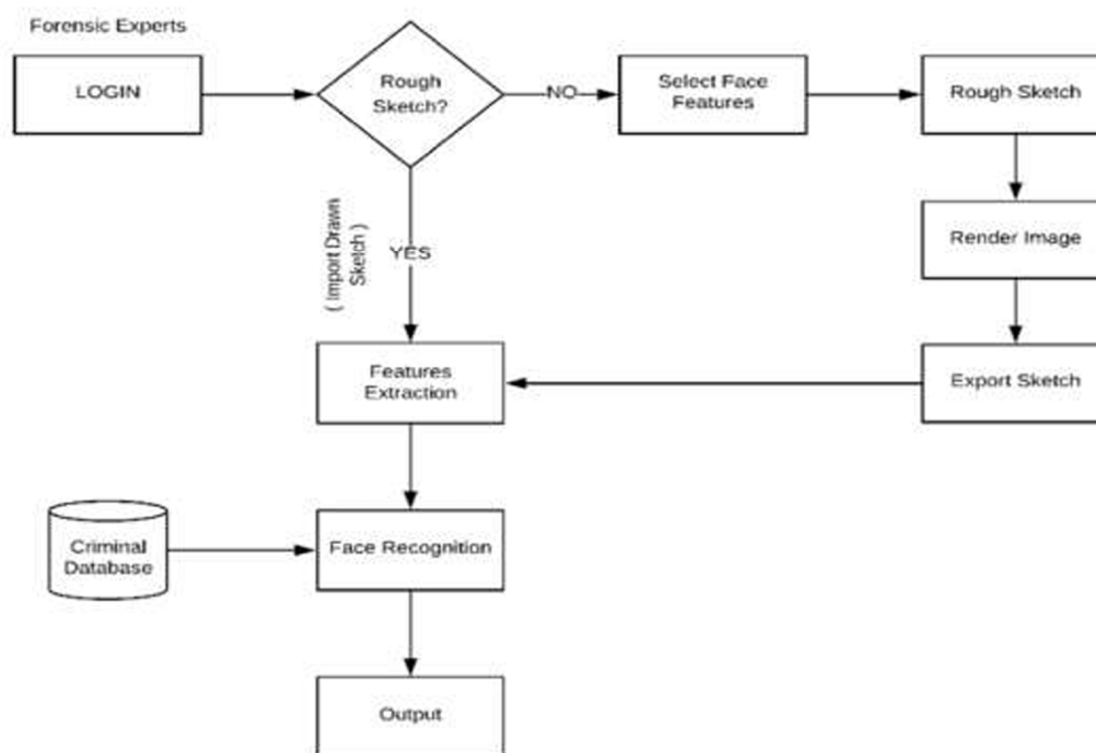 Forensic Experts
LOGIN
Rough
Sketch?
NO
Select Face
Features
Rough Sketch
( Import Drawn
Sketch )
YES
Render Image
Features
Extraction
Export Sketch
Criminal
Database
Face Recognition
Output